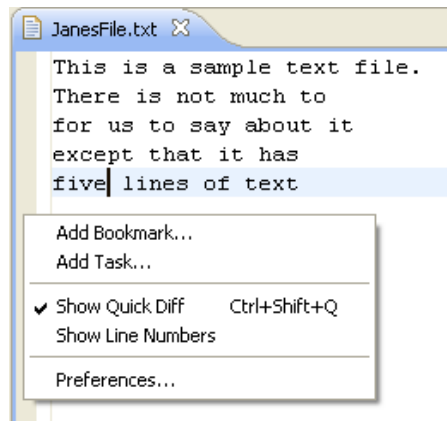 JanesFile.txt
This is a sample text file.
There is not much to
for us to say about it
except that it has
five lines of text
Add Bookmark...
Add Task...
Show Quick Diff Ctrl+Shift+Q
Show Line Numbers
Preferences...